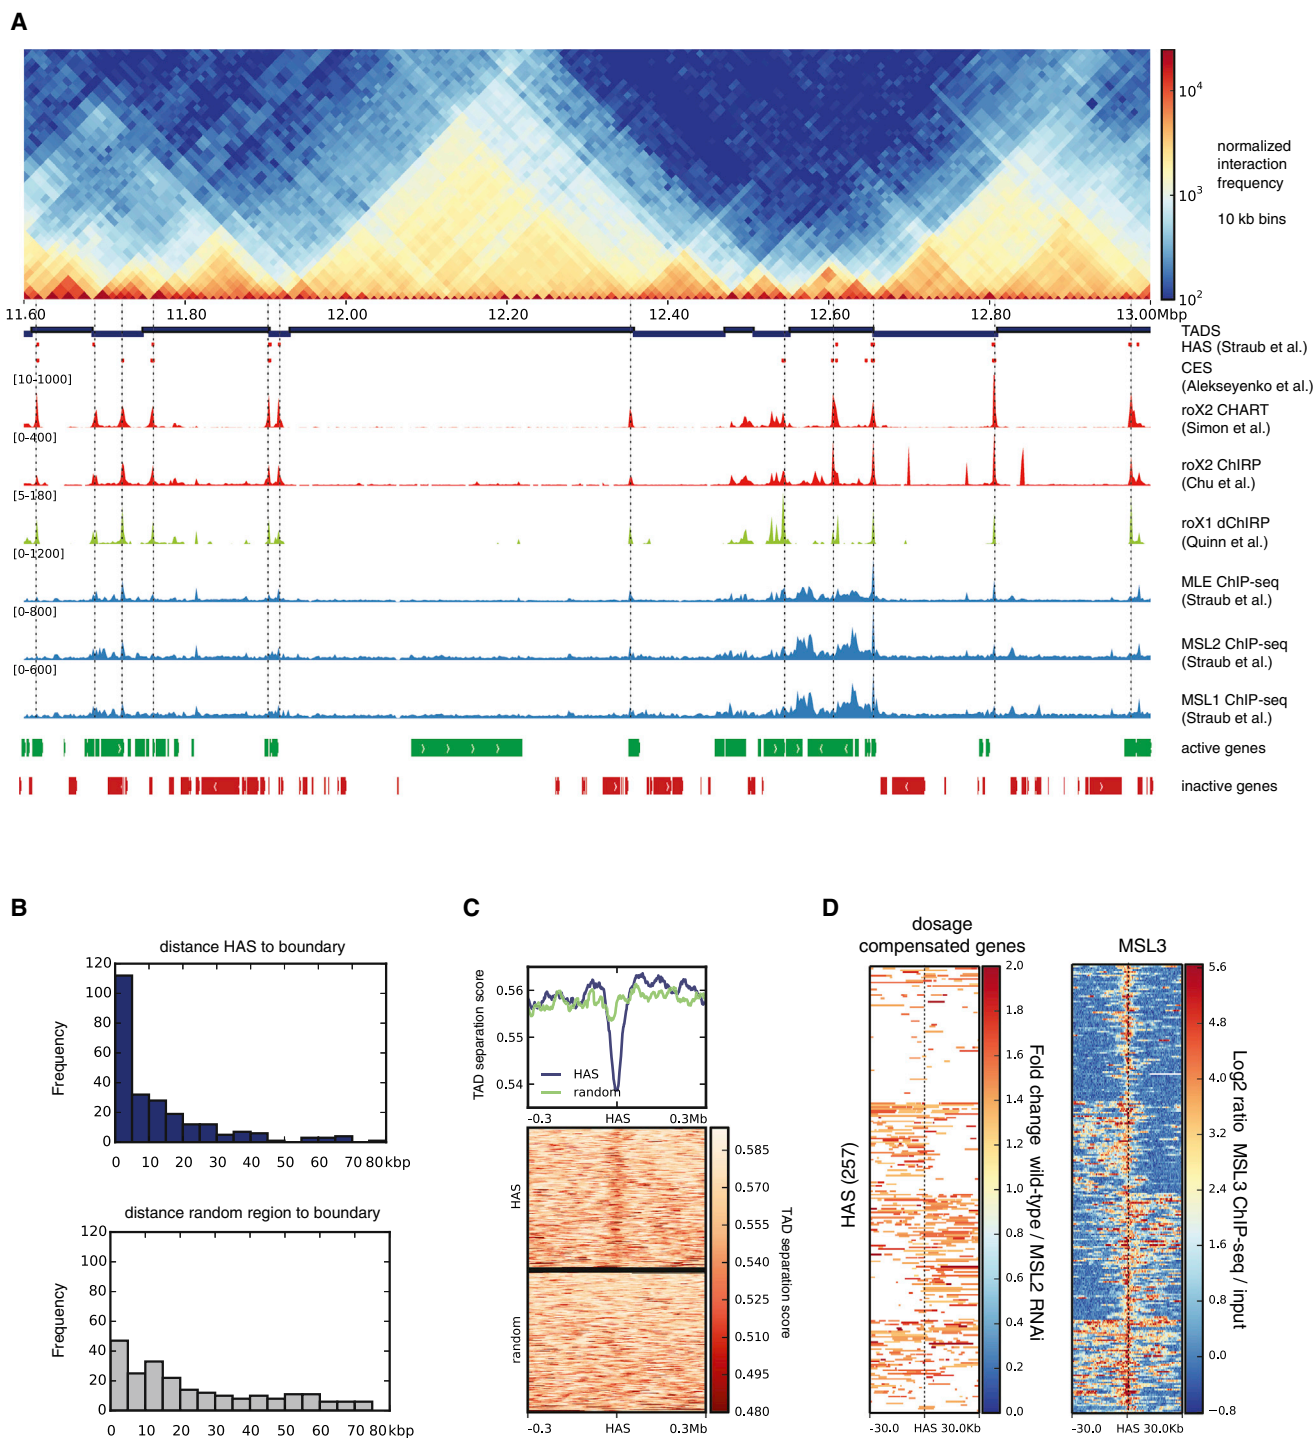 A
10⁴
10³
10²
normalized
interaction
frequency
10 kb bins
11.60 11.80 12.00 12.20 12.40 12.60 12.80 13.00Mbp
TADS
HAS (Straub et al.)
CES
(Alekseyenko et al.)
[10-1000]
roX2 CHART
(Simon et al.)
[0-400]
roX2 ChIRP
(Chu et al.)
[5-180]
roX1 dChIRP
(Quinn et al.)
[0-1200]
MLE ChIP-seq
(Straub et al.)
[0-800]
MSL2 ChIP-seq
(Straub et al.)
[0-600]
MSL1 ChIP-seq
(Straub et al.)
active genes
inactive genes
B
distance HAS to boundary
Frequency
120
100
80
60
40
20
0
0 10 20 30 40 50 60 70 80kbp
distance random region to boundary
Frequency
120
100
80
60
40
20
0
0 10 20 30 40 50 60 70 80kbp
C
TAD separation score
0.56
0.55
0.54
HAS
random
-0.3 HAS 0.3Mb
HAS
random
0.585
0.570
0.555
0.540
0.525
0.510
0.495
0.480
TAD separation score
-0.3 HAS 0.3Mb
D
dosage
compensated genes
HAS (257)
2.0
1.8
1.6
1.4
1.2
1.0
0.8
0.6
0.4
0.2
0.0
Fold change wild-type / MSL2 RNAi
-30.0 HAS 30.0Kb
MSL3
5.6
4.8
4.0
3.2
2.4
1.6
0.8
0.0
−0.8
Log2 ratio MSL3 ChIP-seq / input
-30.0 HAS 30.0Kb